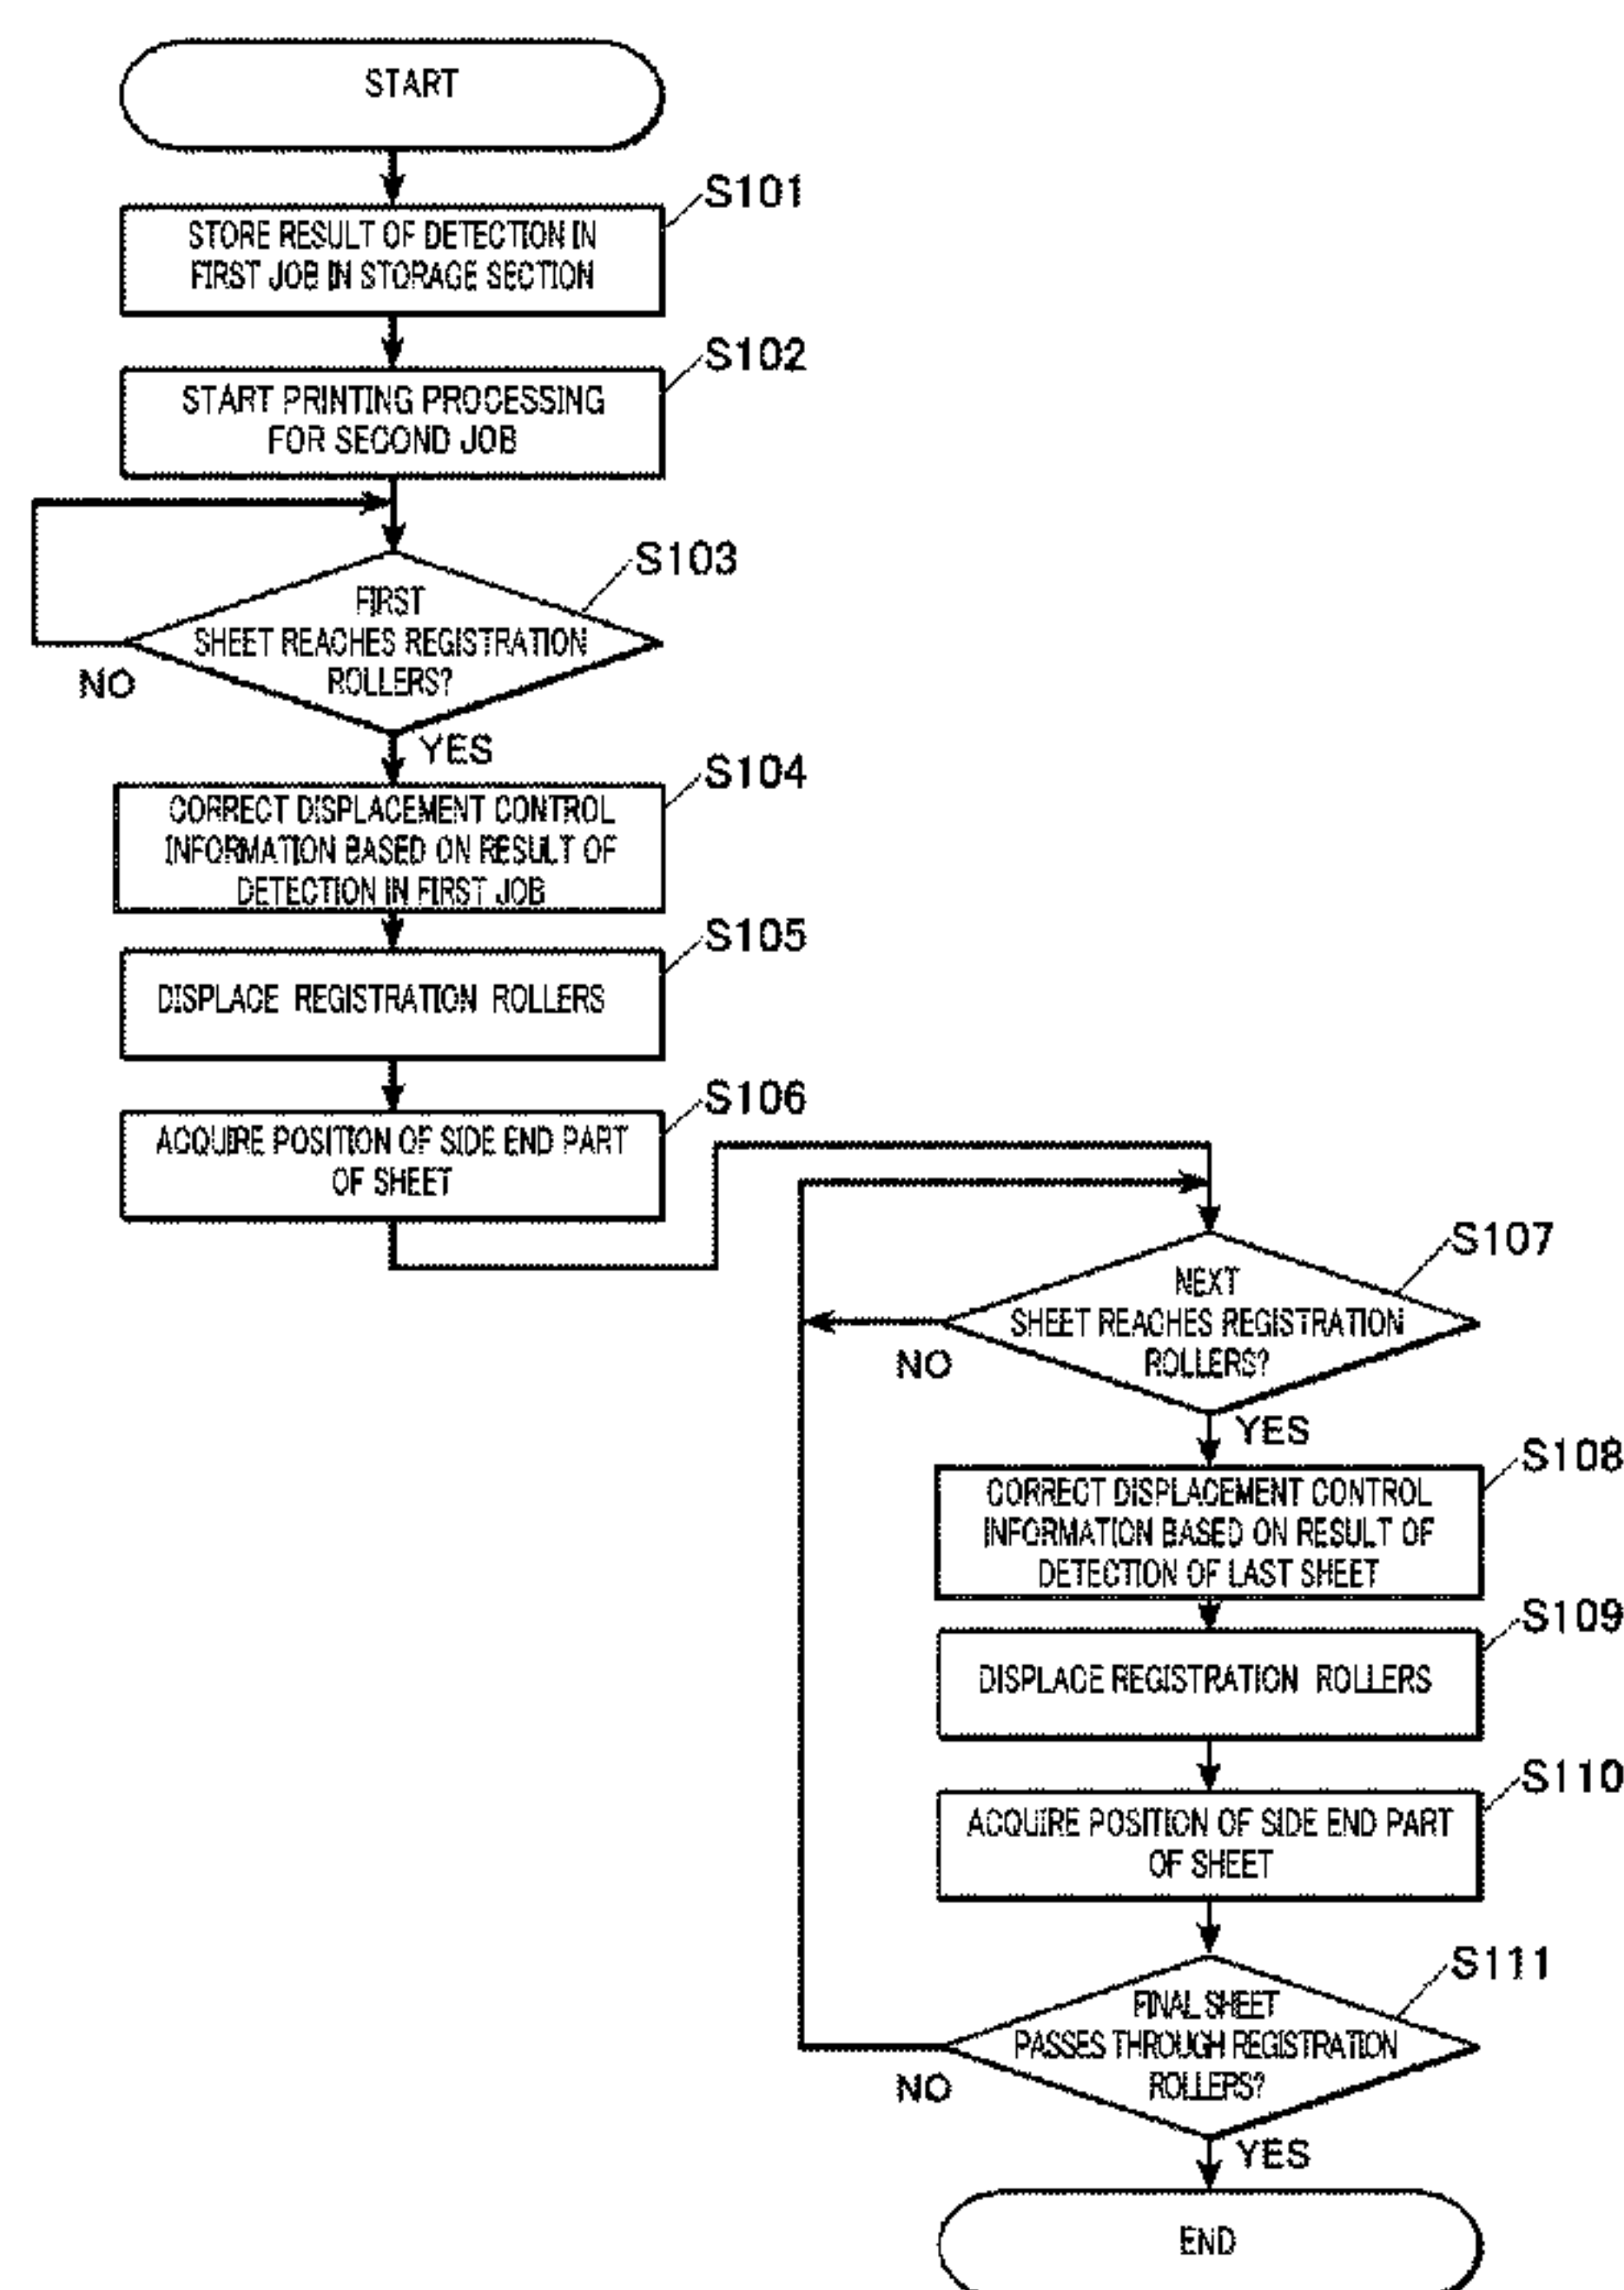 START
S101
STORE RESULT OF DETECTION IN
FIRST JOB IN STORAGE SECTION
S102
START PRINTING PROCESSING
FOR SECOND JOB
S103
FIRST
SHEET REACHES REGISTRATION
ROLLERS?
NO
YES
S104
CORRECT DISPLACEMENT CONTROL
INFORMATION BASED ON RESULT OF
DETECTION IN FIRST JOB
S105
DISPLACE REGISTRATION ROLLERS
S106
ACQUIRE POSITION OF SIDE END PART
OF SHEET
S107
NEXT
SHEET REACHES REGISTRATION
ROLLERS?
NO
YES
S108
CORRECT DISPLACEMENT CONTROL
INFORMATION BASED ON RESULT OF
DETECTION OF LAST SHEET
S109
DISPLACE REGISTRATION ROLLERS
S110
ACQUIRE POSITION OF SIDE END PART
OF SHEET
S111
FINAL SHEET
PASSES THROUGH REGISTRATION
ROLLERS?
NO
YES
END